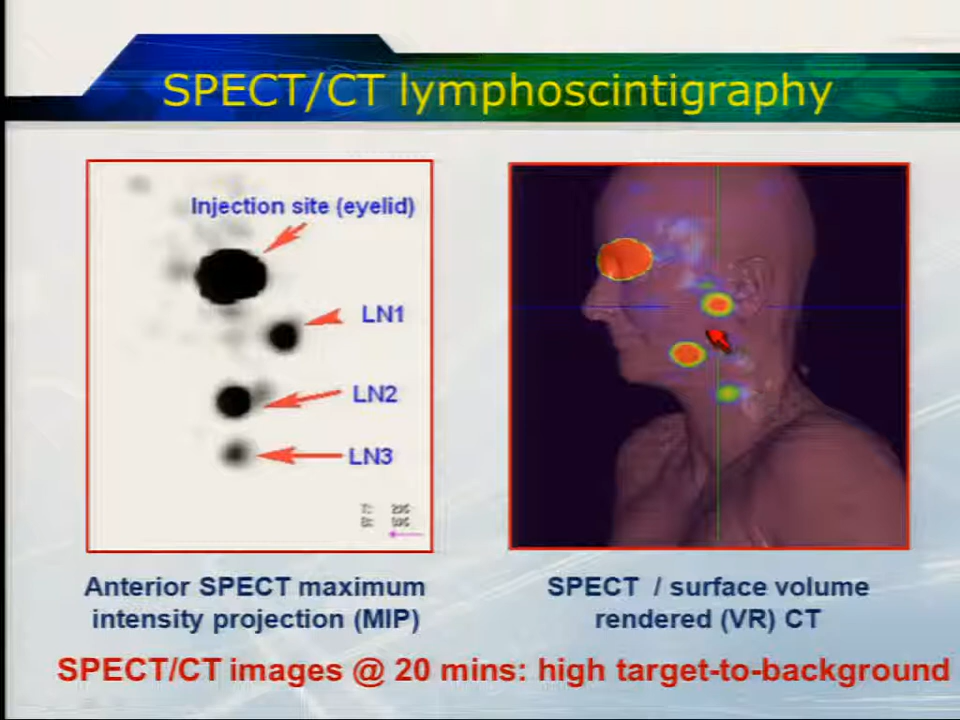 SPECT/CT lymphoscintigraphy
Injection site (eyelid)
LN1
LN2
LN3
Anterior SPECT maximum
intensity projection (MIP)
SPECT / surface volume
rendered (VR) CT
SPECT/CT images @ 20 mins: high target-to-background